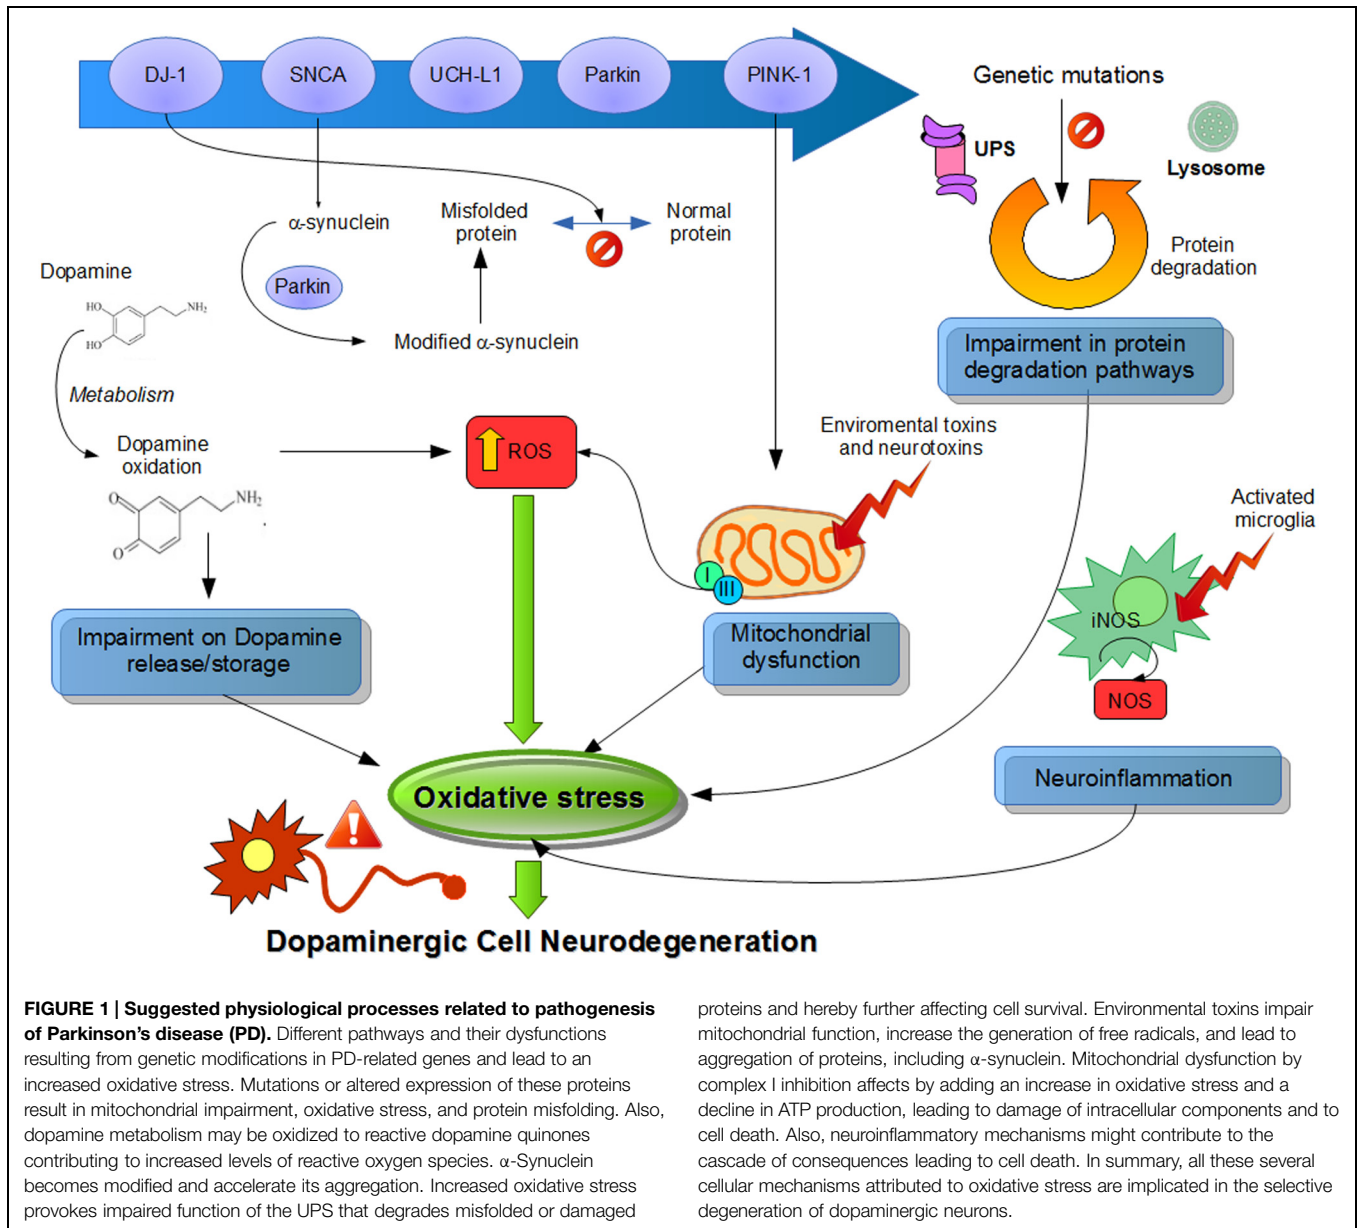 DJ-1
SNCA
UCH-L1
Parkin
PINK-1
Genetic mutations
UPS
Lysosome
Protein
degradation
α-synuclein
Misfolded
protein
Normal
protein
Parkin
Modified α-synuclein
Dopamine
HO
HO
NH₂
Metabolism
Dopamine
oxidation
O
O
NH₂
ROS
Impairment in protein
degradation pathways
Enviromental toxins
and neurotoxins
I
III
Activated
microglia
iNOS
NOS
Impairment on Dopamine
release/storage
Mitochondrial
dysfunction
Neuroinflammation
Oxidative stress
!
Dopaminergic Cell Neurodegeneration
FIGURE 1 | Suggested physiological processes related to pathogenesis
of Parkinson's disease (PD). Different pathways and their dysfunctions
resulting from genetic modifications in PD-related genes and lead to an
increased oxidative stress. Mutations or altered expression of these proteins
result in mitochondrial impairment, oxidative stress, and protein misfolding. Also,
dopamine metabolism may be oxidized to reactive dopamine quinones
contributing to increased levels of reactive oxygen species. α-Synuclein
becomes modified and accelerate its aggregation. Increased oxidative stress
provokes impaired function of the UPS that degrades misfolded or damaged
proteins and hereby further affecting cell survival. Environmental toxins impair
mitochondrial function, increase the generation of free radicals, and lead to
aggregation of proteins, including α-synuclein. Mitochondrial dysfunction by
complex I inhibition affects by adding an increase in oxidative stress and a
decline in ATP production, leading to damage of intracellular components and to
cell death. Also, neuroinflammatory mechanisms might contribute to the
cascade of consequences leading to cell death. In summary, all these several
cellular mechanisms attributed to oxidative stress are implicated in the selective
degeneration of dopaminergic neurons.